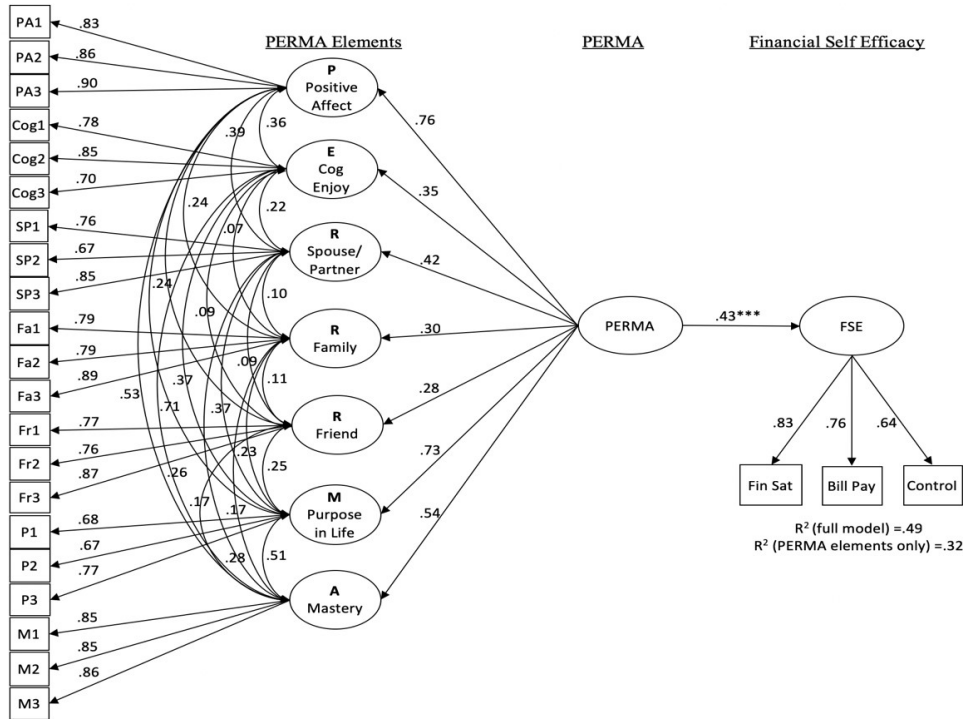 PERMA Elements
PERMA
Financial Self Efficacy
PA1
PA2
PA3
Cog1
Cog2
Cog3
SP1
SP2
SP3
Fa1
Fa2
Fa3
Fr1
Fr2
Fr3
P1
P2
P3
M1
M2
M3
.83
.86
.90
.78
.85
.70
.76
.67
.85
.79
.79
.89
.77
.76
.87
.68
.67
.77
.85
.85
.86
P
Positive
Affect
E
Cog
Enjoy
R
Spouse/
Partner
R
Family
R
Friend
M
Purpose
in Life
A
Mastery
.39
.36
.24
.22
.07
.24
.09
.10
.09
.11
.53
.71
.37
.37
.23
.25
.26
.17
.17
.28
.51
.76
.35
.42
.30
.28
.73
.54
PERMA
.43***
FSE
.83
.76
.64
Fin Sat
Bill Pay
Control
R² (full model) =.49
R² (PERMA elements only) =.32